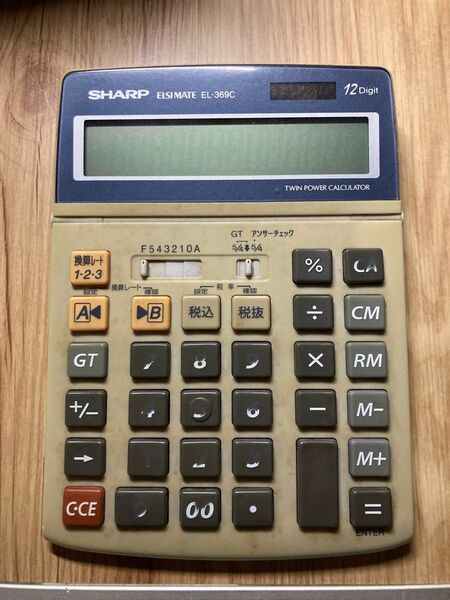 SHARP ELSI MATE EL-369C 12 Digit
TWIN POWER CALCULATOR
GT アンサーチェック
F543210A 5/4 5/4
換算レート
1・2・3
% CA
設定 換算レート 確認 設定 税率 確認
A◀ ▶B 税込 税抜 ÷ CM
GT × RM
+/− − M−
→ M+
C・CE 00 • =
ENTER